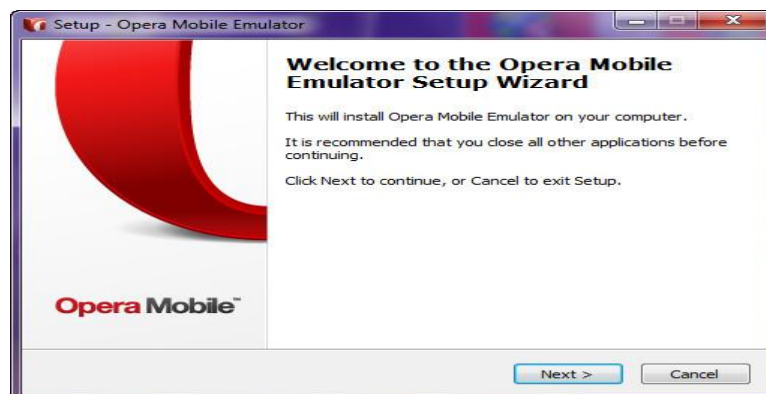 Setup - Opera Mobile Emulator
Welcome to the Opera Mobile
Emulator Setup Wizard
This will install Opera Mobile Emulator on your computer.
It is recommended that you close all other applications before
continuing.
Click Next to continue, or Cancel to exit Setup.
Opera Mobile™
Next >
Cancel